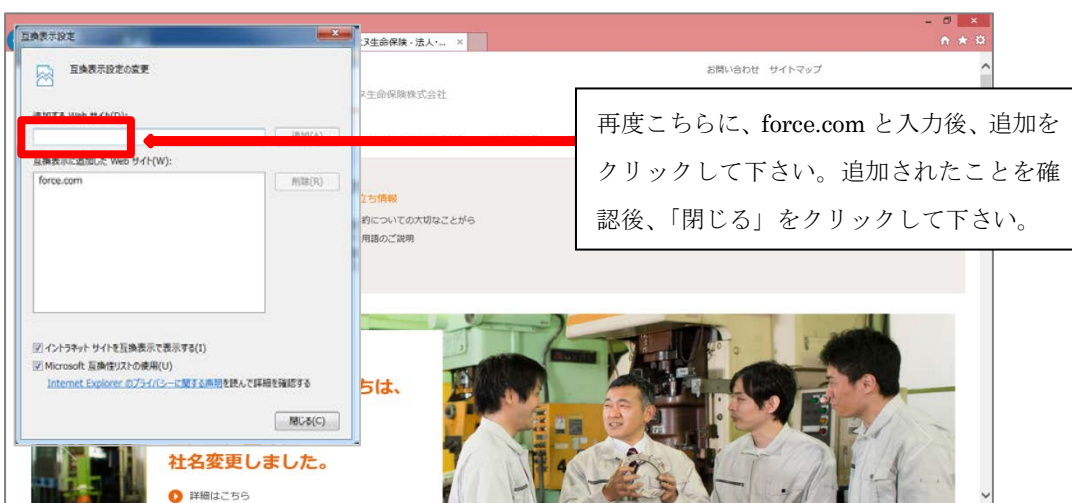 互換表示設定
ヌ生命保険 - 法人・...
互換表示設定の変更
お問い合わせ サイトマップ
ヌ生命保険株式会社
追加する Web サイト(D):
追加(A)
互換表示に追加した Web サイト(W):
force.com
削除(R)
再度こちらに、force.com と入力後、追加を
クリックして下さい。追加されたことを確
認後、「閉じる」をクリックして下さい。
立ち情報
約についての大切なことがら
用語のご説明
イントラネット サイトを互換表示で表示する(I)
Microsoft 互換性リストの使用(U)
Internet Explorer のプライバシーに関する声明を読んで詳細を確認する
閉じる(C)
ちは、
社名変更しました。
詳細はこちら